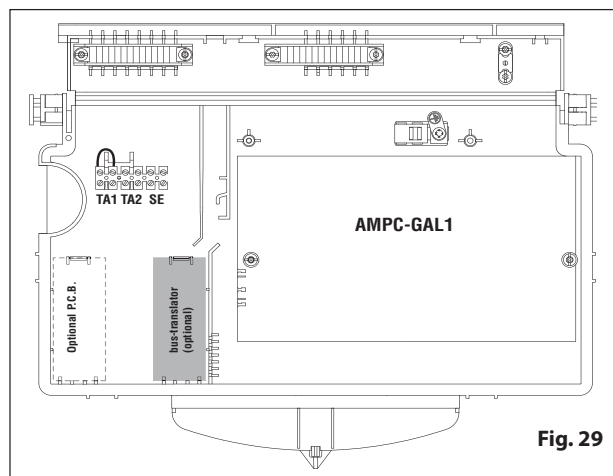 TA1 TA2 SE
AMPC-GAL1
Optional P.C.B.
bus-translator
(optional)
Fig. 29